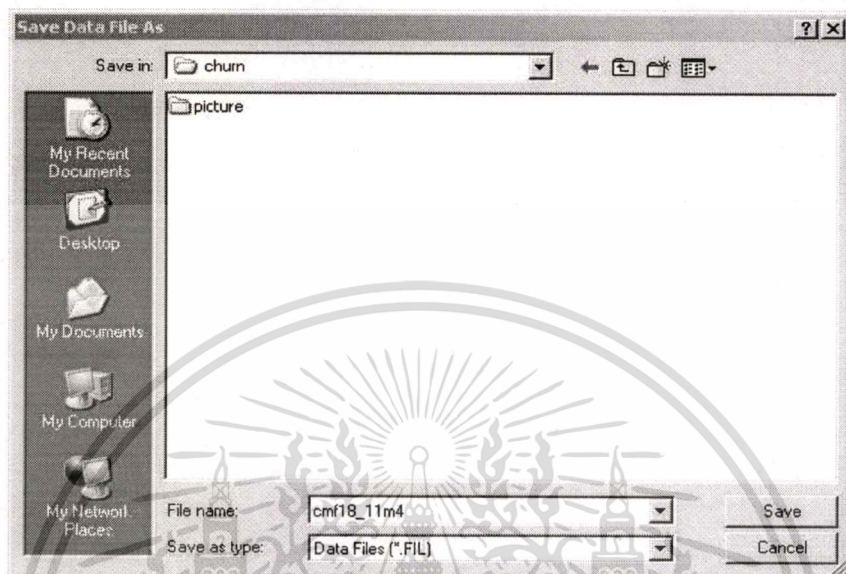 Save Data File As
Save in: churn
picture
My Recent
Documents
Desktop
My Documents
My Computer
My Network
Places
File name: cmf18_11m4 Save
Save as type: Data Files (*.FIL) Cancel